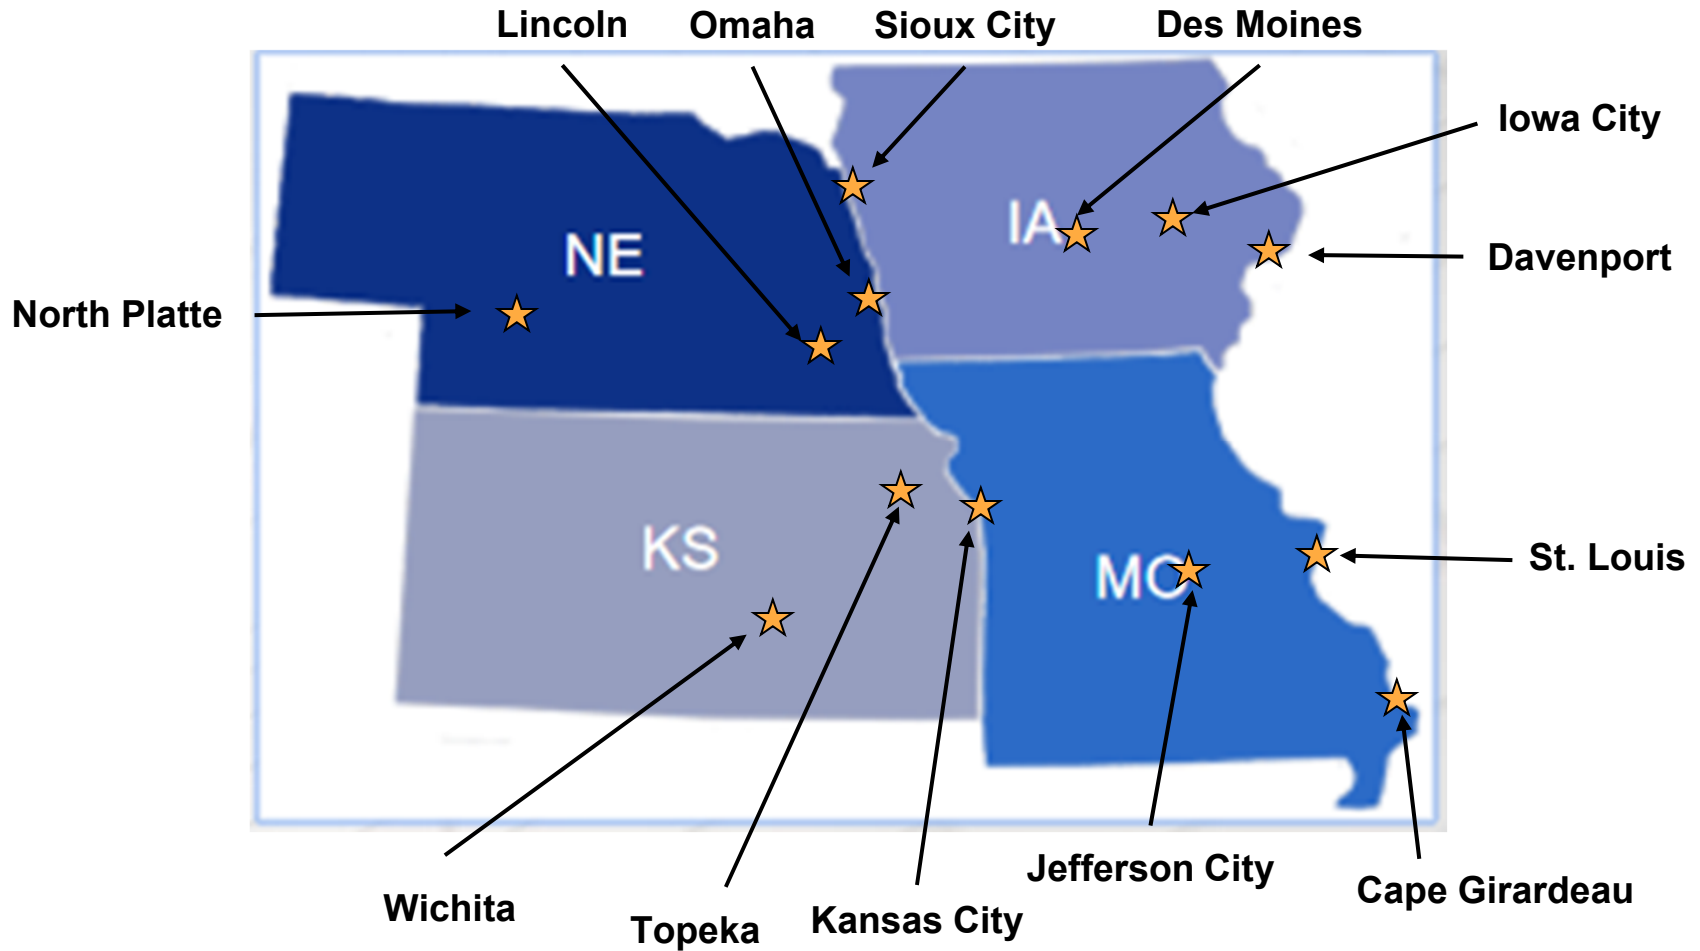 Lincoln
Omaha
Sioux City
Des Moines
Iowa City
IA
NE
Davenport
North Platte
KS
MO
St. Louis
Jefferson City
Cape Girardeau
Wichita
Kansas City
Topeka